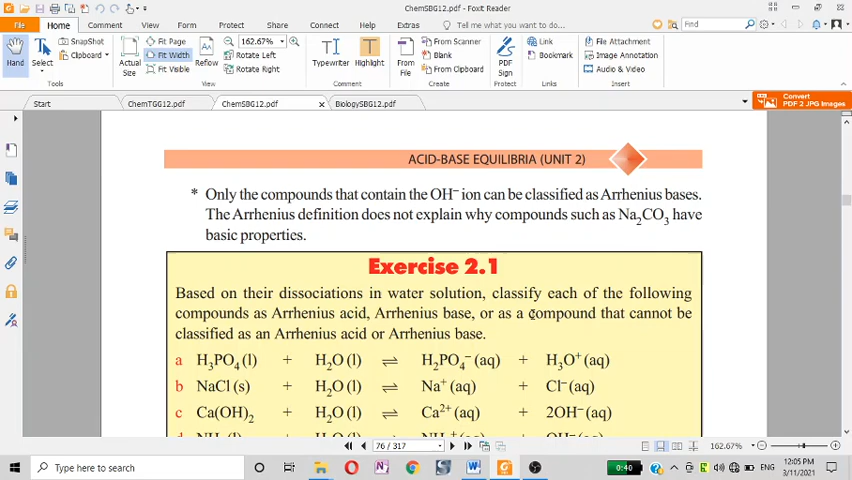 ChemSBG12.pdf - Foxit Reader
File Home Comment View Form Protect Share Connect Help Extras Tell me what you want to do... Find
SnapShot Fit Page 162.67% From Scanner Link File Attachment
Clipboard Fit Width Rotate Left Blank Bookmark Image Annotation
Hand Select Actual Size Fit Visible Reflow Rotate Right Typewriter Highlight From File From Clipboard PDF Sign Audio & Video
Tools View Comment Create Protect Links Insert
Start ChemTGG12.pdf ChemSBG12.pdf BiologySBG12.pdf Convert PDF 2 JPG Images
ACID-BASE EQUILIBRIA (UNIT 2)
* Only the compounds that contain the OH⁻ ion can be classified as Arrhenius bases.
The Arrhenius definition does not explain why compounds such as Na₂CO₃ have
basic properties.
Exercise 2.1
Based on their dissociations in water solution, classify each of the following
compounds as Arrhenius acid, Arrhenius base, or as a compound that cannot be
classified as an Arrhenius acid or Arrhenius base.
a H₃PO₄ (l) + H₂O (l) ⇌ H₂PO₄⁻ (aq) + H₃O⁺ (aq)
b NaCl (s) + H₂O (l) ⇌ Na⁺ (aq) + Cl⁻ (aq)
c Ca(OH)₂ + H₂O (l) ⇌ Ca²⁺ (aq) + 2OH⁻ (aq)
76 / 317 162.67%
Type here to search 0:40 ENG 12:05 PM
3/11/2021